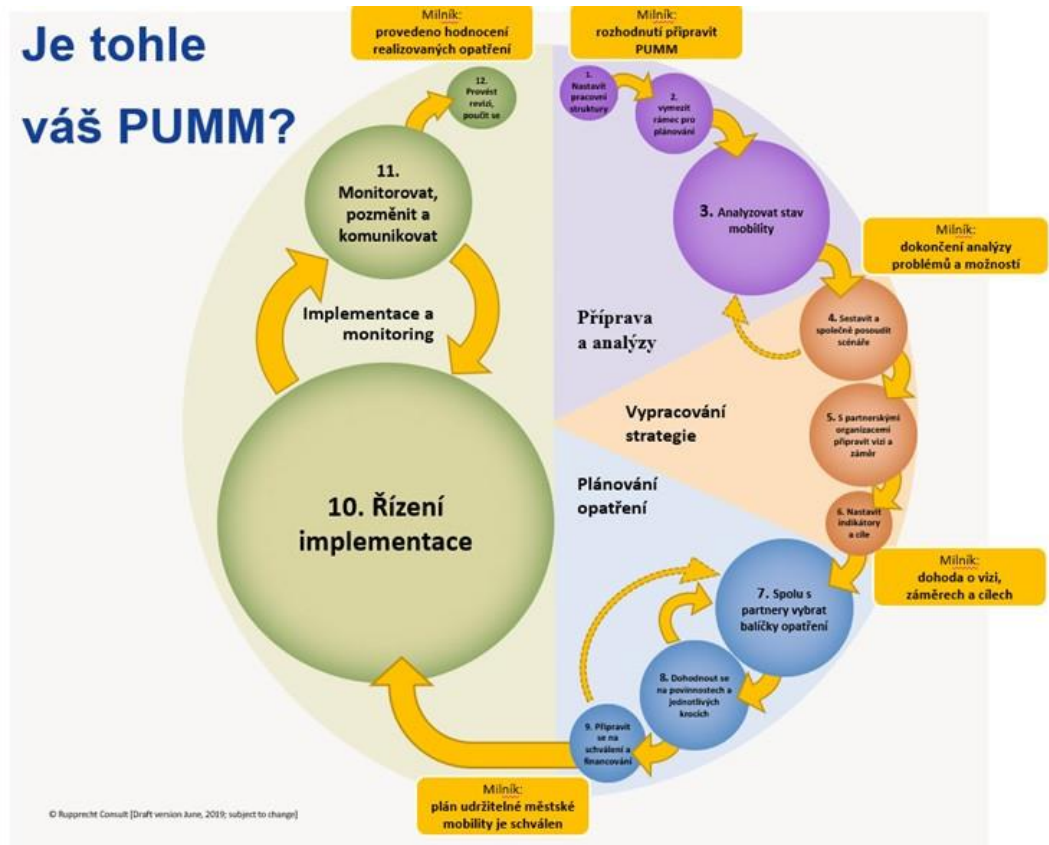 Je tohle
váš PUMM?
Milník:
provedeno hodnocení
realizovaných opatření
Milník:
rozhodnutí připravit
PUMM
1.
Nastavit
pracovní
struktury
2.
vymezit
rámec pro
plánování
3. Analyzovat stav
mobility
Milník:
dokončení analýzy
problémů a možností
4. Sestavit a
společně posoudit
scénáře
5. S partnerskými
organizacemi
připravit vizi a
záměr
6. Nastavit
indikátory
a cíle
Milník:
dohoda o vizi,
záměrech a cílech
7. Spolu s
partnery vybrat
balíčky opatření
8. Dohodnout se
na povinnostech a
jednotlivých
krocích
9. Připravit
se na
schválení a
financování
Milník:
plán udržitelné městské
mobility je schválen
10. Řízení
implementace
11.
Monitorovat,
pozměnit a
komunikovat
12.
Provést
revizi,
poučit se
Implementace a
monitoring
Příprava
a analýzy
Vypracování
strategie
Plánování
opatření
© Rupprecht Consult [Draft version June, 2019; subject to change]